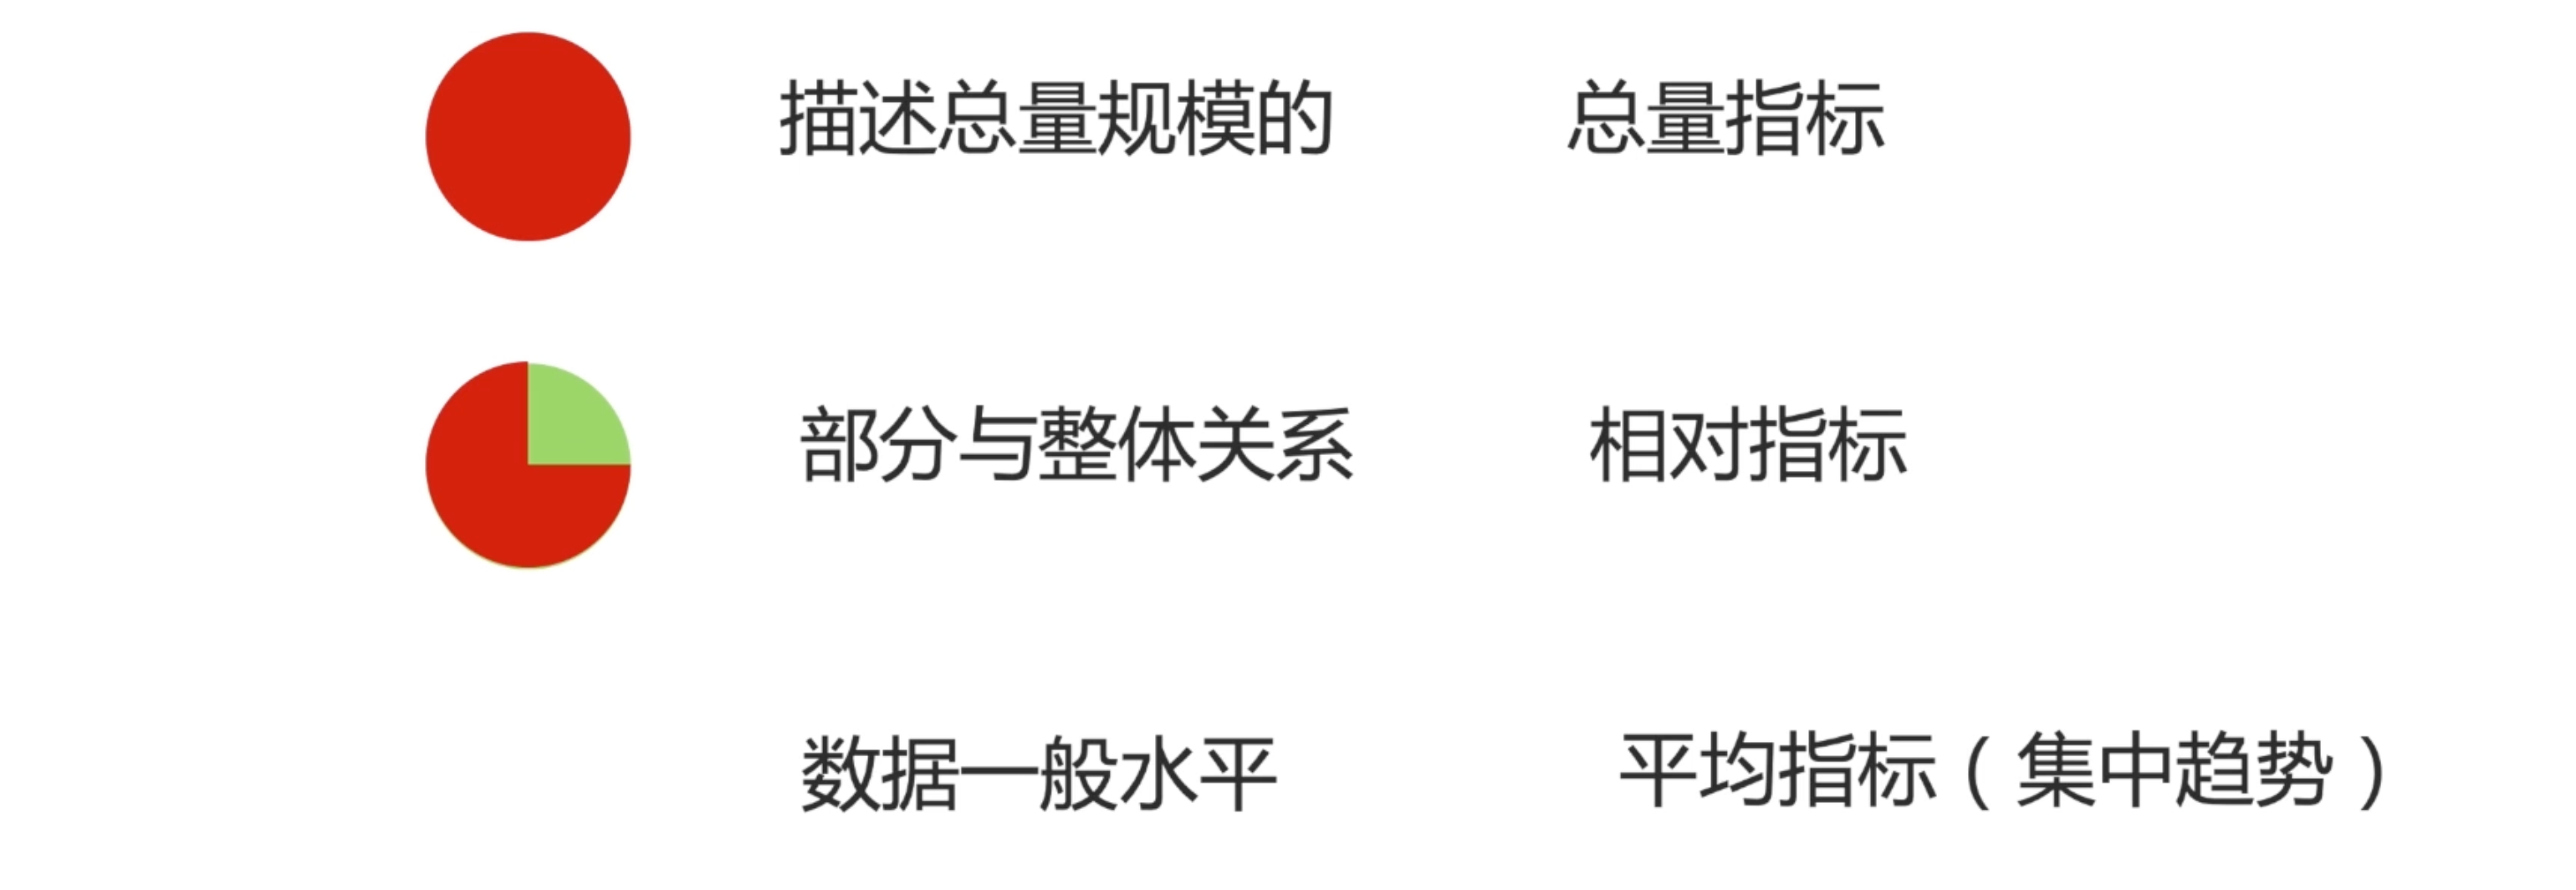 描述总量规模的 总量指标
部分与整体关系 相对指标
数据一般水平 平均指标(集中趋势)